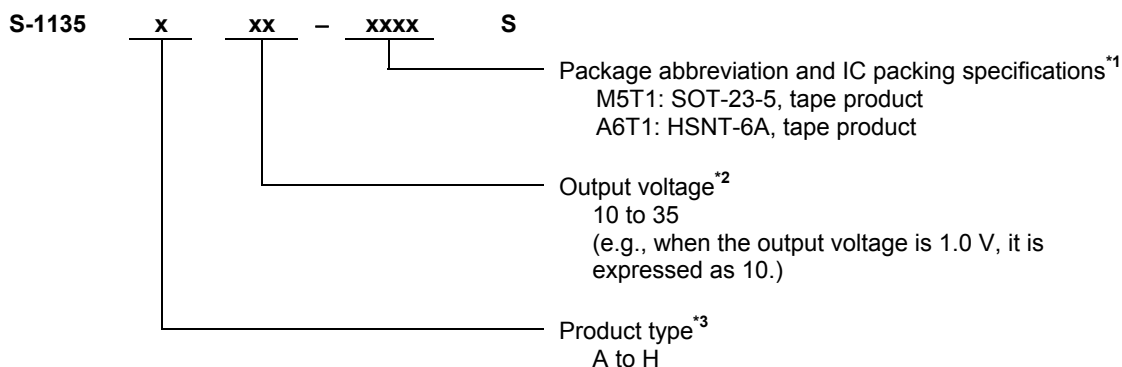 S-1135 x xx – xxxx S
Package abbreviation and IC packing specifications*1
M5T1: SOT-23-5, tape product
A6T1: HSNT-6A, tape product
Output voltage*2
10 to 35
(e.g., when the output voltage is 1.0 V, it is
expressed as 10.)
Product type*3
A to H